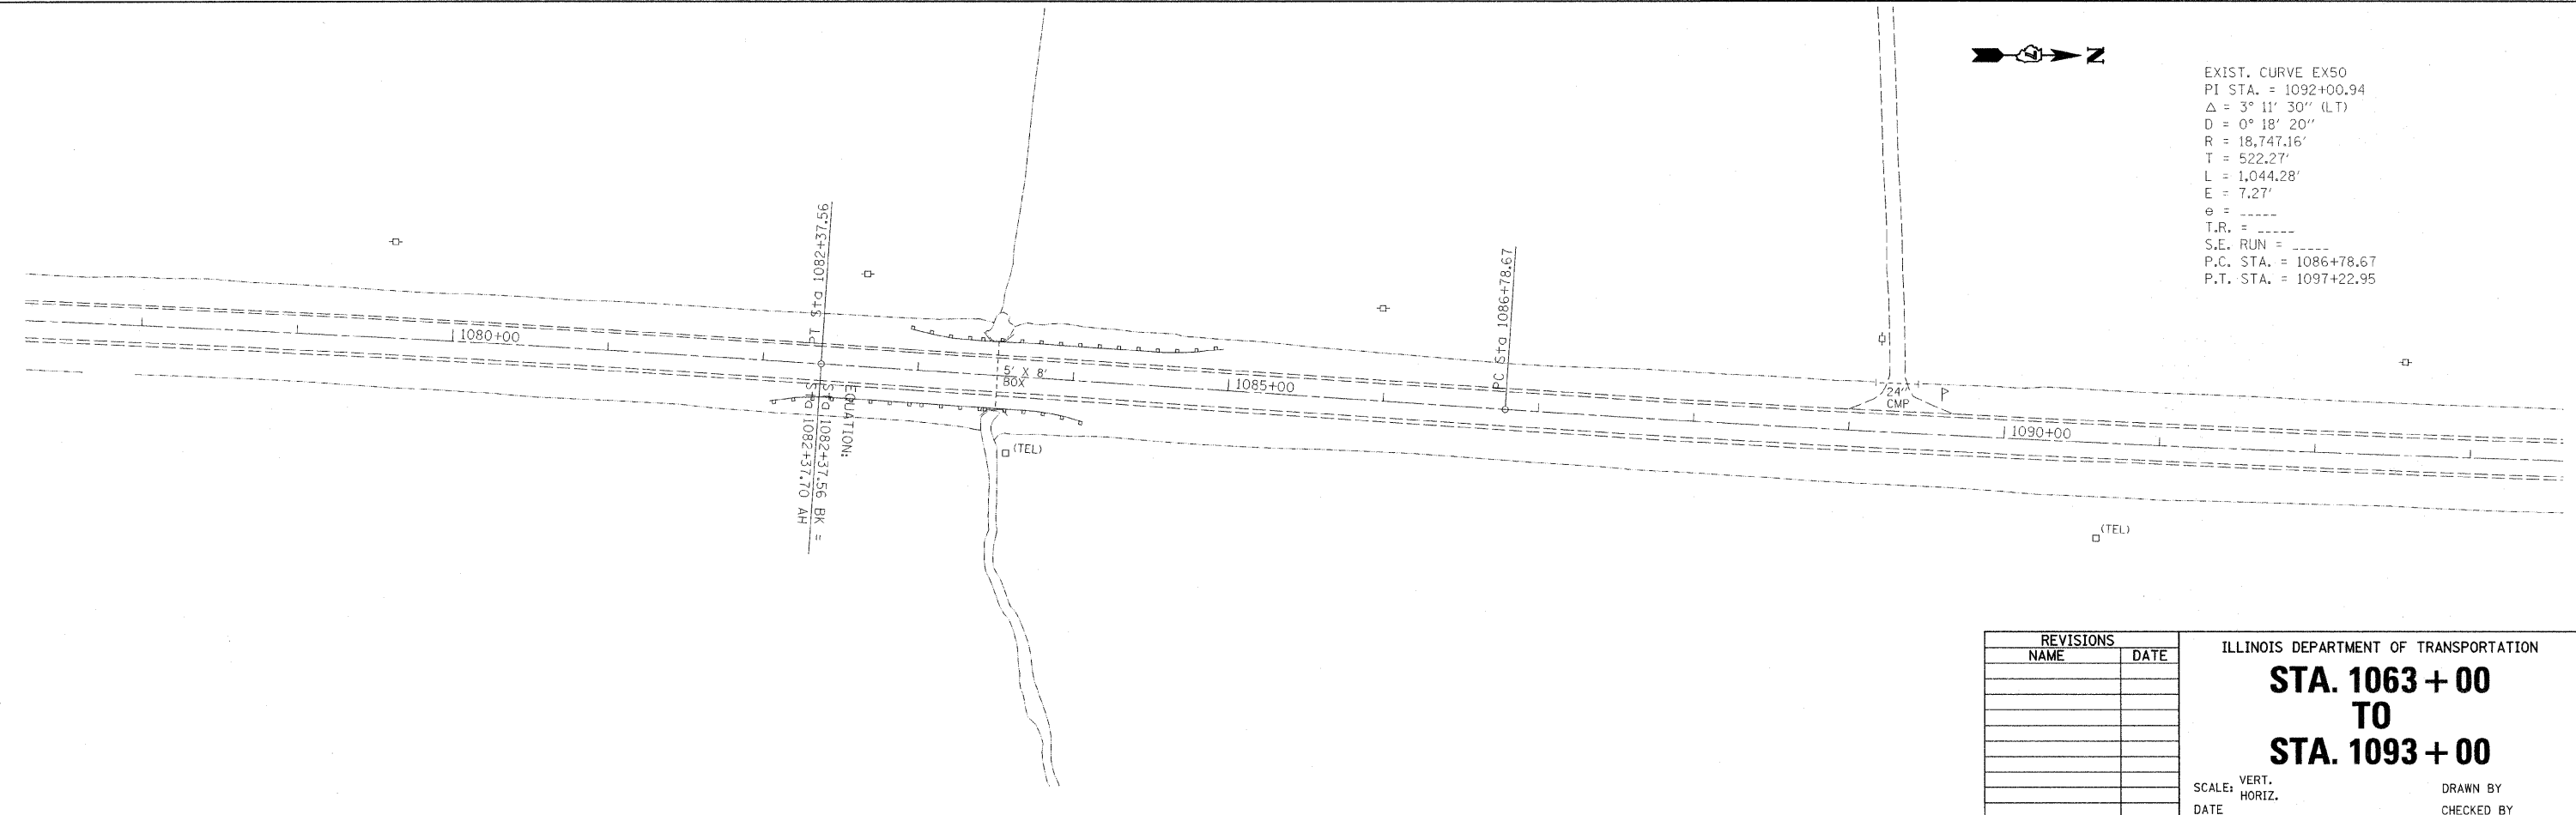 N
EXIST. CURVE EX50
PI STA. = 1092+00.94
Δ = 3° 11' 30'' (LT)
D = 0° 18' 20''
R = 18,747.16'
T = 522.27'
L = 1,044.28'
E = 7.27'
e = -----
T.R. = -----
S.E. RUN = -----
P.C. STA. = 1086+78.67
P.T. STA. = 1097+22.95
1080+00
Sta 1082+37.56
EQUATION:
Sta 1082+37.56 BK =
Sta 1082+37.70 AH
5' X 8'
BOX
(TEL)
1085+00
PC Sta 1086+78.67
24"
CMP
P
1090+00
(TEL)
REVISIONS
NAME DATE
ILLINOIS DEPARTMENT OF TRANSPORTATION
STA. 1063+00
TO
STA. 1093+00
SCALE: VERT.
HORIZ.
DATE
DRAWN BY
CHECKED BY